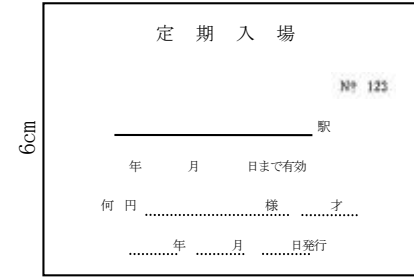 定 期 入 場
№ 123
駅
年 月 日まで有効
何 円 様 才
年 月 日発行
6cm